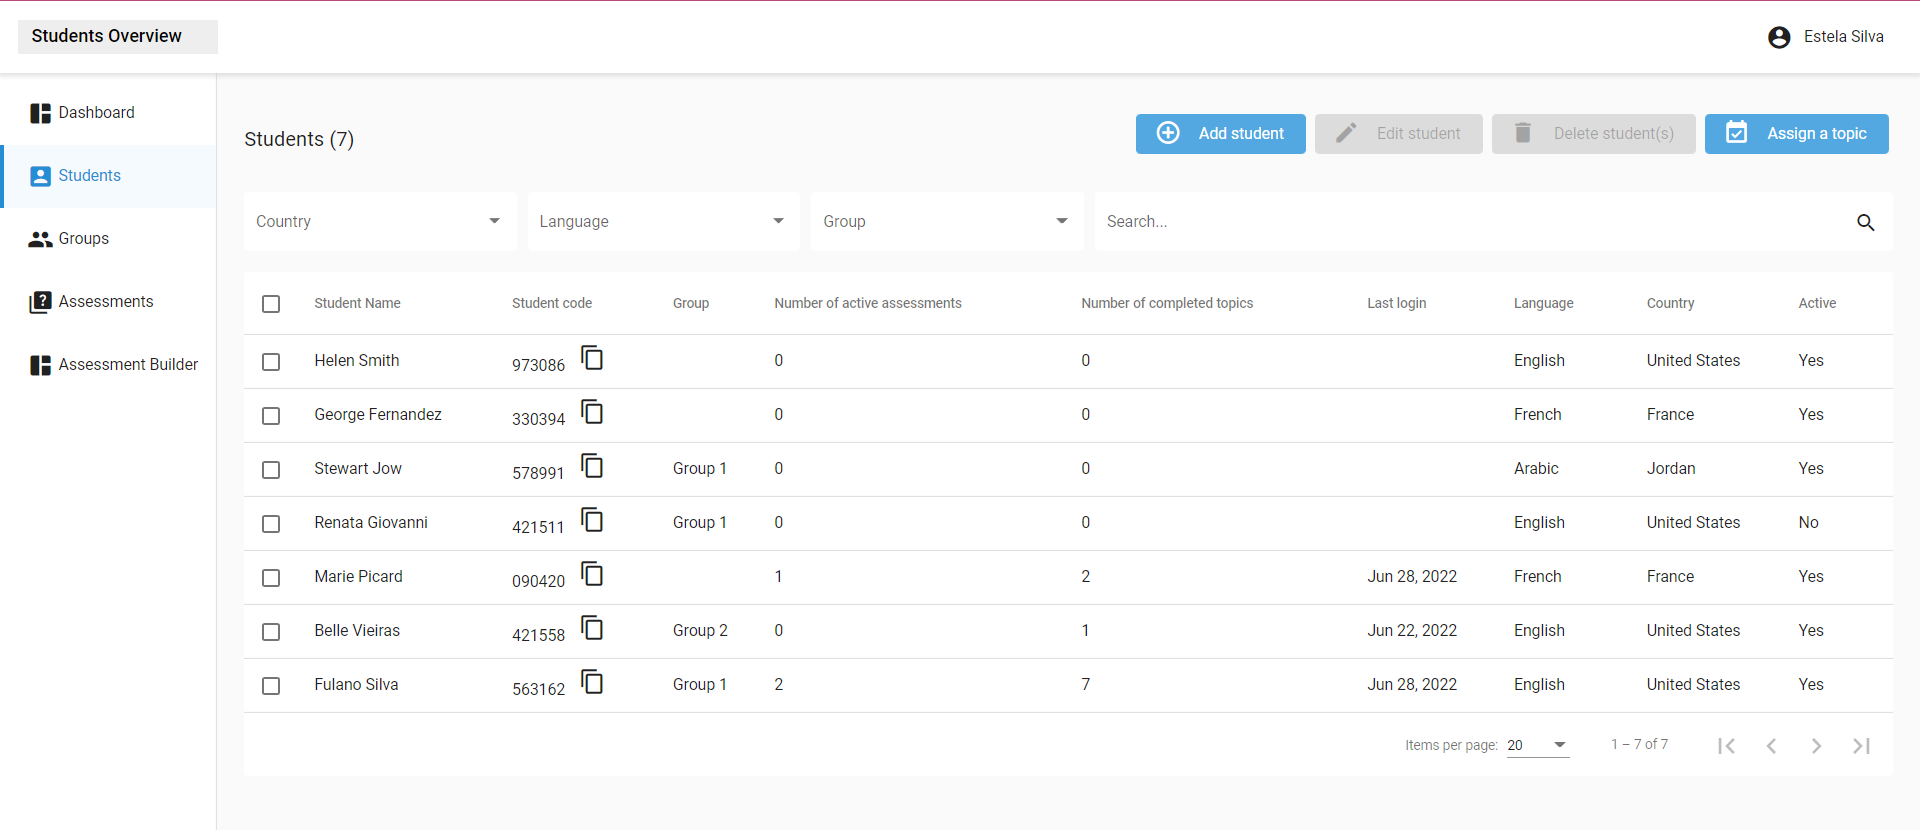 Students Overview
Estela Silva
Dashboard
Students
Groups
Assessments
Assessment Builder
Students (7)
Add student
Edit student
Delete student(s)
Assign a topic
Country
Language
Group
Search...
Student Name Student code Group Number of active assessments Number of completed topics Last login Language Country Active
Helen Smith 973086 0 0 English United States Yes
George Fernandez 330394 0 0 French France Yes
Stewart Jow 578991 Group 1 0 0 Arabic Jordan Yes
Renata Giovanni 421511 Group 1 0 0 English United States No
Marie Picard 090420 1 2 Jun 28, 2022 French France Yes
Belle Vieiras 421558 Group 2 0 1 Jun 22, 2022 English United States Yes
Fulano Silva 563162 Group 1 2 7 Jun 28, 2022 English United States Yes
Items per page: 20 1 – 7 of 7